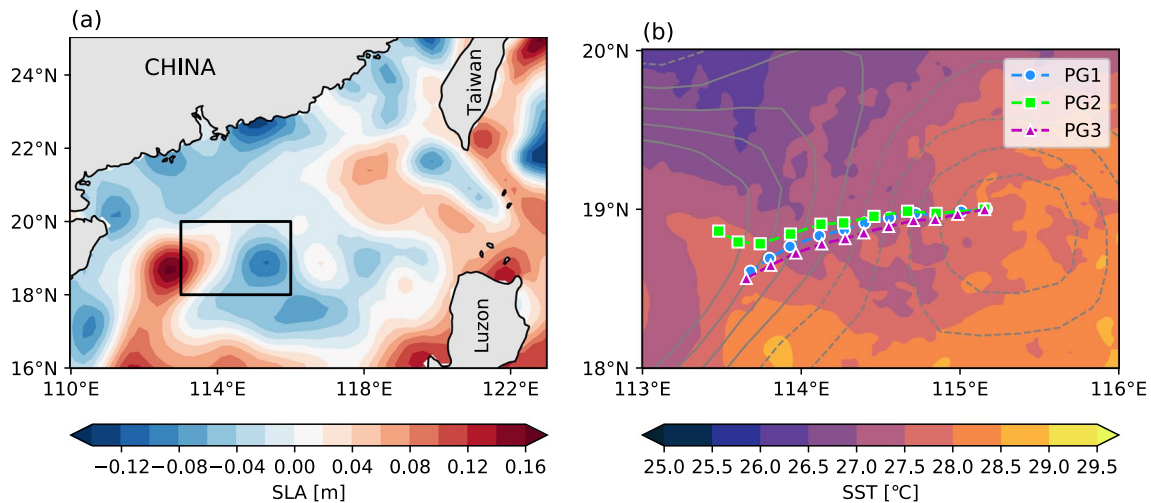 (a)
24°N
22°N
20°N
18°N
16°N
110°E
114°E
118°E
122°E
CHINA
Taiwan
Luzon
−0.12
−0.08
−0.04
0.00
0.04
0.08
0.12
0.16
SLA [m]
(b)
20°N
19°N
18°N
113°E
114°E
115°E
116°E
PG1
PG2
PG3
25.0
25.5
26.0
26.5
27.0
27.5
28.0
28.5
29.0
29.5
SST [°C]